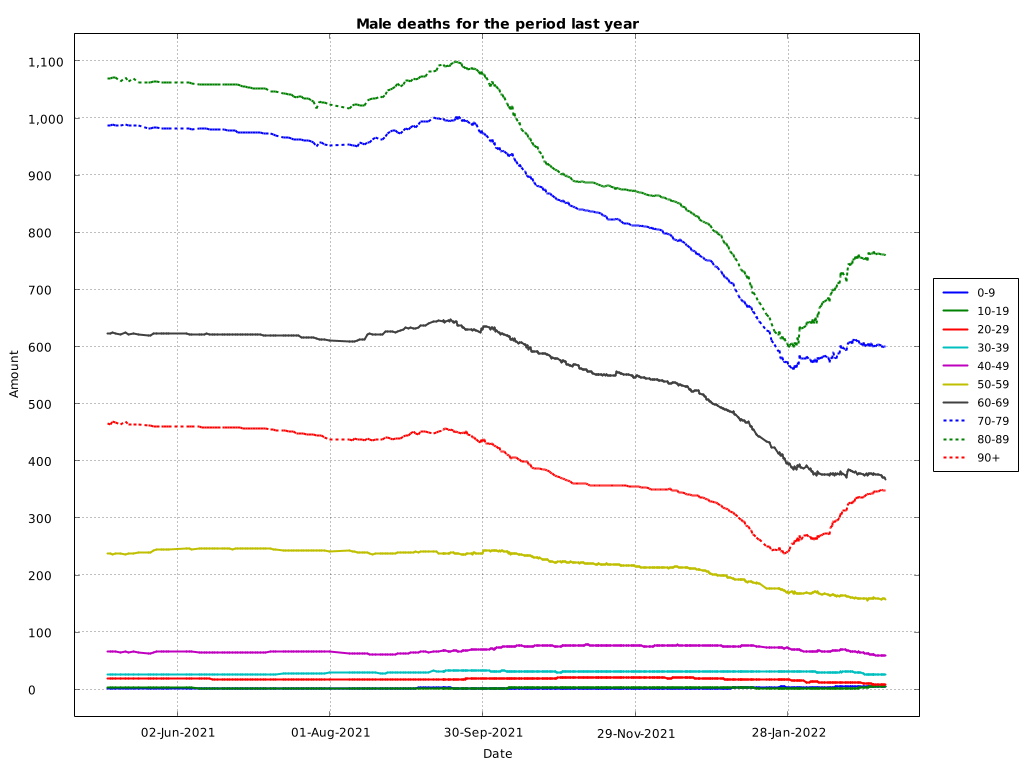 Male deaths for the period last year
1,100
1,000
900
800
700
600
500
400
300
200
100
0
Amount
02-Jun-2021
01-Aug-2021
30-Sep-2021
29-Nov-2021
28-Jan-2022
Date
0-9
10-19
20-29
30-39
40-49
50-59
60-69
70-79
80-89
90+